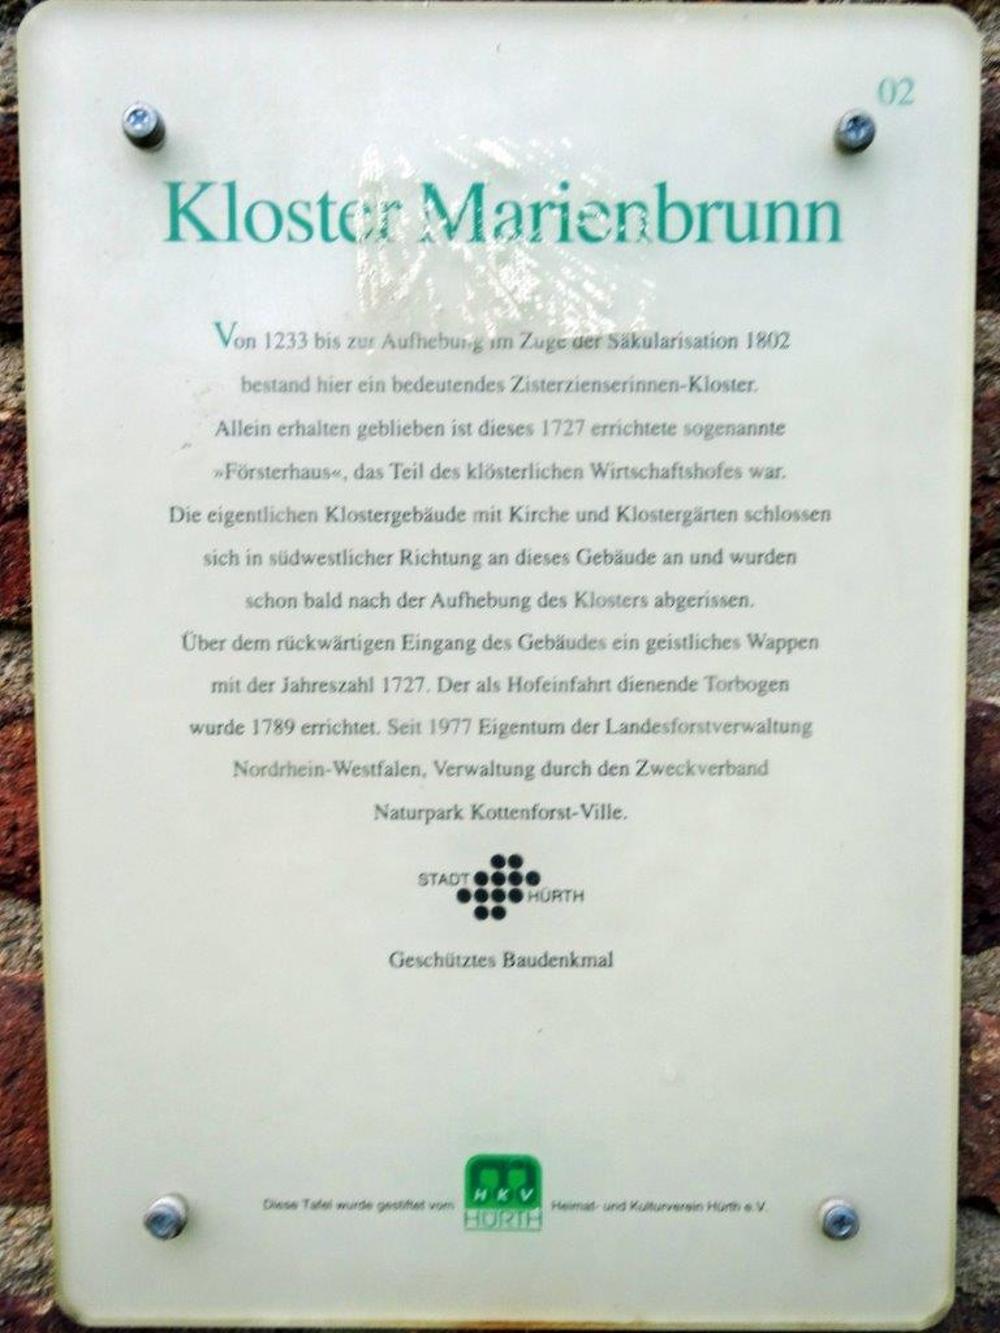 02
Kloster Marienbrunn
Von 1233 bis zur Aufhebung im Zuge der Säkularisation 1802
bestand hier ein bedeutendes Zisterzienserinnen-Kloster.
Allein erhalten geblieben ist dieses 1727 errichtete sogenannte
»Försterhaus«, das Teil des klösterlichen Wirtschaftshofes war.
Die eigentlichen Klostergebäude mit Kirche und Klostergärten schlossen
sich in südwestlicher Richtung an dieses Gebäude an und wurden
schon bald nach der Aufhebung des Klosters abgerissen.
Über dem rückwärtigen Eingang des Gebäudes ein geistliches Wappen
mit der Jahreszahl 1727. Der als Hofeinfahrt dienende Torbogen
wurde 1789 errichtet. Seit 1977 Eigentum der Landesforstverwaltung
Nordrhein-Westfalen, Verwaltung durch den Zweckverband
Naturpark Kottenforst-Ville.
STADT
HÜRTH
Geschütztes Baudenkmal
Diese Tafel wurde gestiftet vom
HKV
HÜRTH
Heimat- und Kulturverein Hürth e.V.